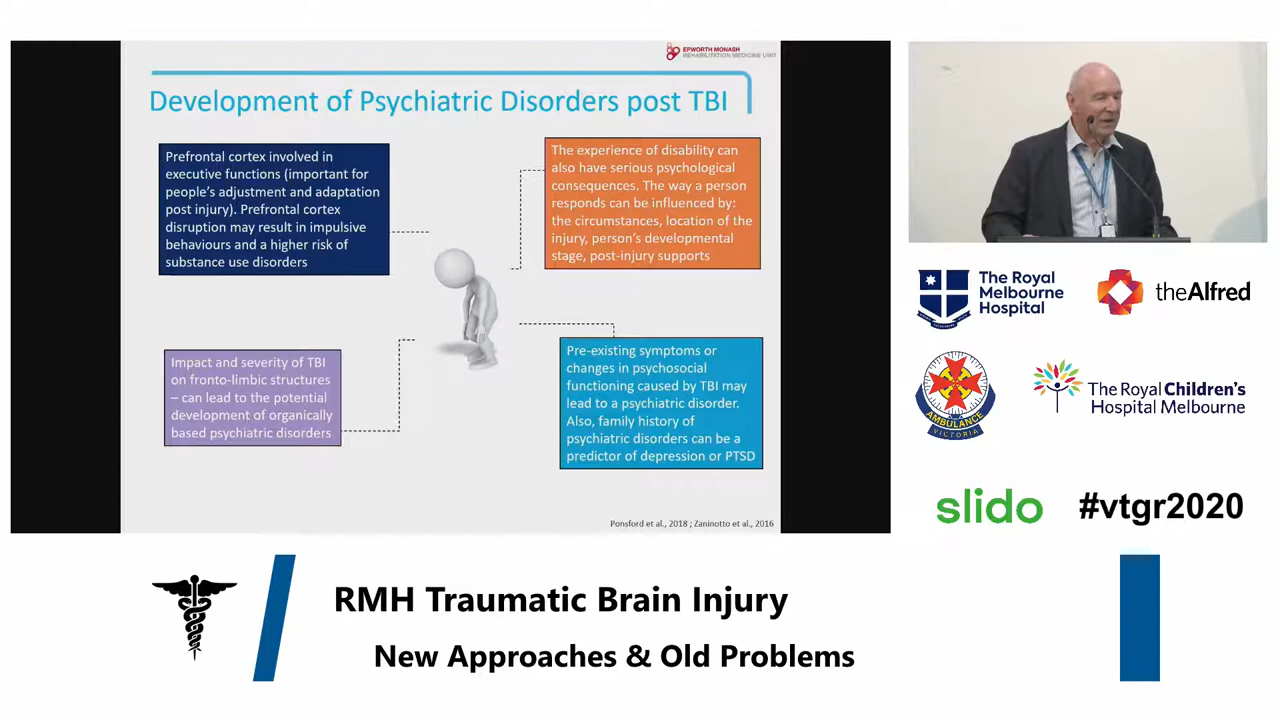 EPWORTH MONASH
REHABILITATION MEDICINE UNIT
Development of Psychiatric Disorders post TBI
Prefrontal cortex involved in
executive functions (important for
people's adjustment and adaptation
post injury). Prefrontal cortex
disruption may result in impulsive
behaviours and a higher risk of
substance use disorders
The experience of disability can
also have serious psychological
consequences. The way a person
responds can be influenced by:
the circumstances, location of the
injury, person's developmental
stage, post-injury supports
Impact and severity of TBI
on fronto-limbic structures
– can lead to the potential
development of organically
based psychiatric disorders
Pre-existing symptoms or
changes in psychosocial
functioning caused by TBI may
lead to a psychiatric disorder.
Also, family history of
psychiatric disorders can be a
predictor of depression or PTSD
Ponsford et al., 2018 ; Zaninotto et al., 2016
The Royal
Melbourne
Hospital
theAlfred
AMBULANCE
VICTORIA
The Royal Children's
Hospital Melbourne
slido
#vtgr2020
RMH Traumatic Brain Injury
New Approaches & Old Problems